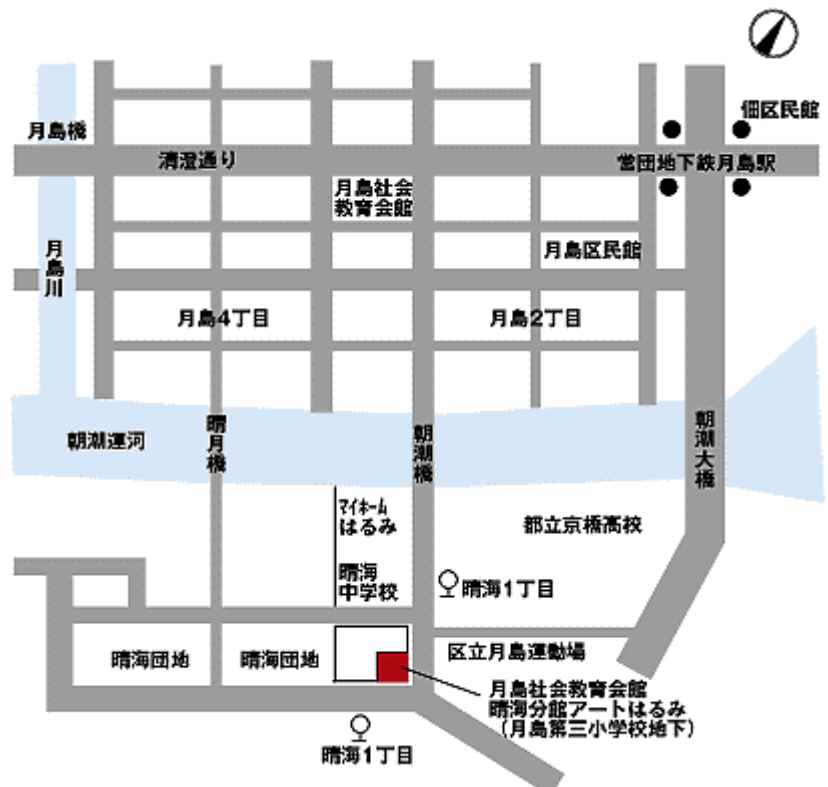 佃区民館
月島橋
清澄通り
営団地下鉄月島駅
月島社会
教育会館
月島川
月島区民館
月島4丁目
月島2丁目
朝潮運河
晴月橋
朝潮橋
朝潮大橋
マイホーム
はるみ
都立京橋高校
晴海
中学校
晴海1丁目
晴海団地
晴海団地
区立月島運動場
月島社会教育会館
晴海分館アートはるみ
(月島第三小学校地下)
晴海1丁目